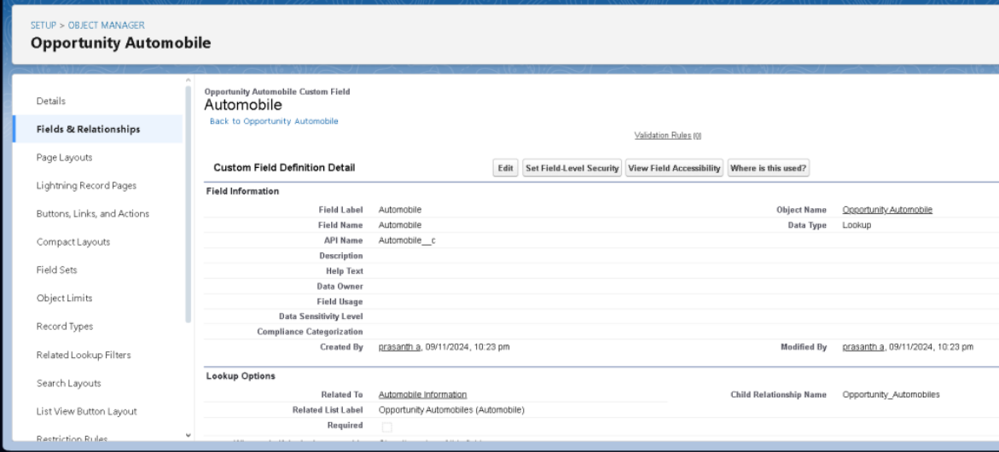 SETUP > OBJECT MANAGER
Opportunity Automobile
Details
Fields & Relationships
Page Layouts
Lightning Record Pages
Buttons, Links, and Actions
Compact Layouts
Field Sets
Object Limits
Record Types
Related Lookup Filters
Search Layouts
List View Button Layout
Restriction Rules
Opportunity Automobile Custom Field
Automobile
Back to Opportunity Automobile
Validation Rules [0]
Custom Field Definition Detail Edit Set Field-Level Security View Field Accessibility Where is this used?
Field Information
Field Label Automobile Object Name Opportunity Automobile
Field Name Automobile Data Type Lookup
API Name Automobile__c
Description
Help Text
Data Owner
Field Usage
Data Sensitivity Level
Compliance Categorization
Created By prasanth a, 09/11/2024, 10:23 pm Modified By prasanth a, 09/11/2024, 10:23 pm
Lookup Options
Related To Automobile Information Child Relationship Name Opportunity_Automobiles
Related List Label Opportunity Automobiles (Automobile)
Required